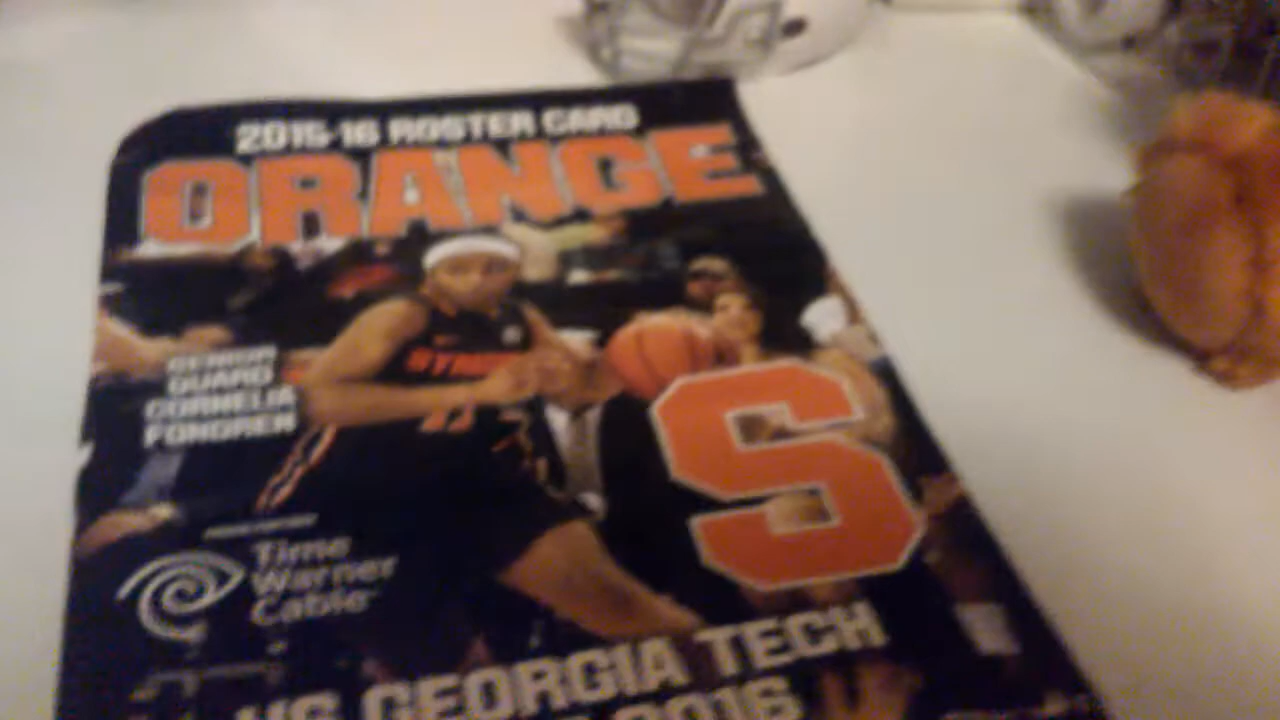 2015-16 ROSTER CARD
ORANGE
SENIOR
GUARD
CORNELIA
FONDREN
S
Time
Warner
Cable
VS GEORGIA TECH
2016